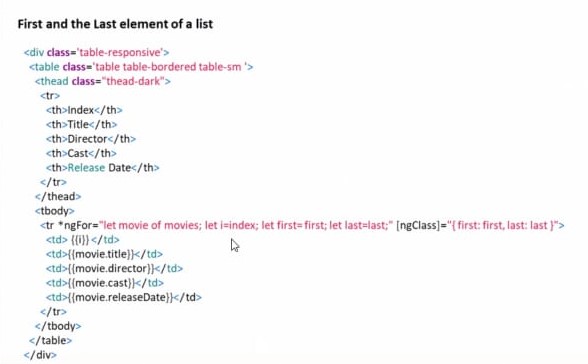 First and the Last element of a list
<div class='table-responsive'>
<table class='table table-bordered table-sm '>
<thead class="thead-dark">
<tr>
<th>Index</th>
<th>Title</th>
<th>Director</th>
<th>Cast</th>
<th>Release Date</th>
</tr>
</thead>
<tbody>
<tr *ngFor="let movie of movies; let i=index; let first=first; let last=last;" [ngClass]="{ first: first, last: last }">
<td> {{i}} </td>
<td>{{movie.title}}</td>
<td>{{movie.director}}</td>
<td>{{movie.cast}}</td>
<td>{{movie.releaseDate}}</td>
</tr>
</tbody>
</table>
</div>